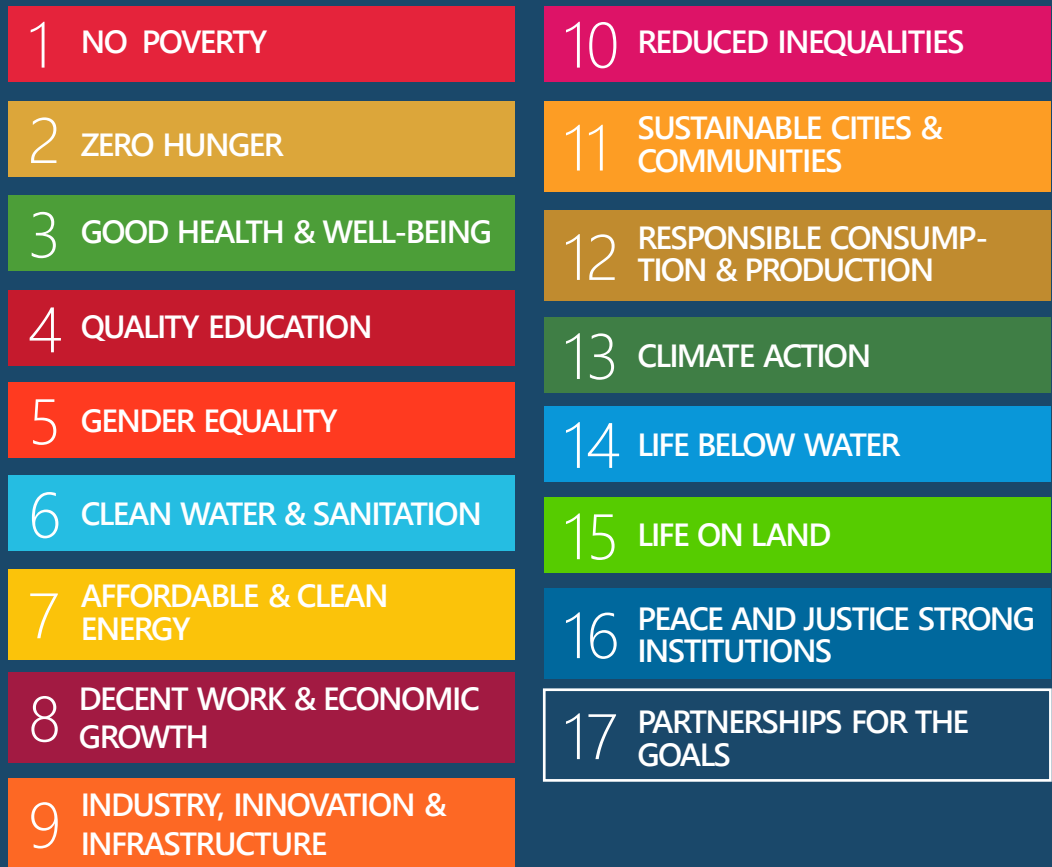 1 NO POVERTY
2 ZERO HUNGER
3 GOOD HEALTH & WELL-BEING
4 QUALITY EDUCATION
5 GENDER EQUALITY
6 CLEAN WATER & SANITATION
7 AFFORDABLE & CLEAN
ENERGY
8 DECENT WORK & ECONOMIC
GROWTH
9 INDUSTRY, INNOVATION &
INFRASTRUCTURE
10 REDUCED INEQUALITIES
11 SUSTAINABLE CITIES &
COMMUNITIES
12 RESPONSIBLE CONSUMP-
TION & PRODUCTION
13 CLIMATE ACTION
14 LIFE BELOW WATER
15 LIFE ON LAND
16 PEACE AND JUSTICE STRONG
INSTITUTIONS
17 PARTNERSHIPS FOR THE
GOALS